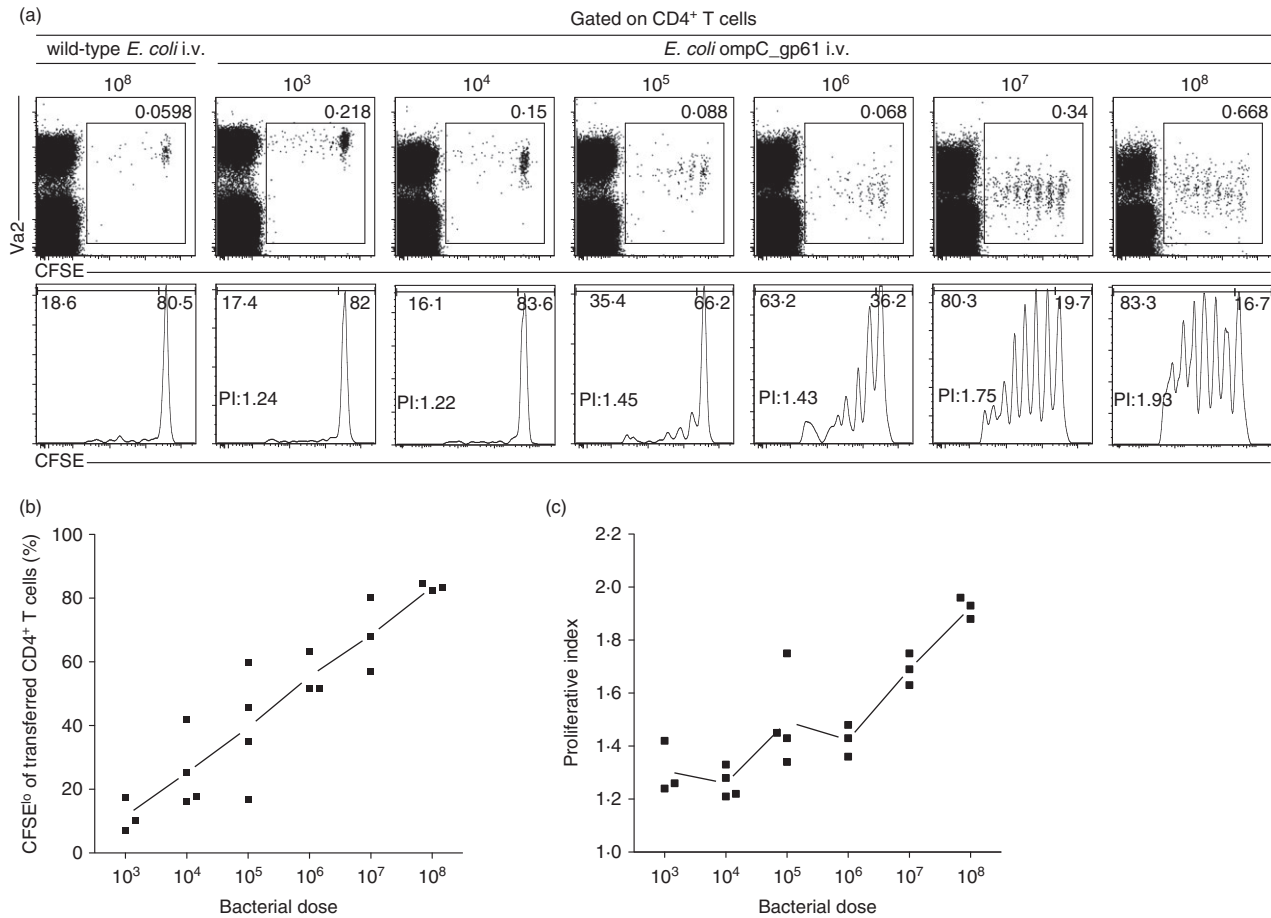 (a)
Gated on CD4+ T cells
wild-type E. coli i.v.
E. coli ompC_gp61 i.v.
10⁸ 10³ 10⁴ 10⁵ 10⁶ 10⁷ 10⁸
0·0598 0·218 0·15 0·088 0·068 0·34 0·668
Va2
CFSE
18·6 80·5 17·4 82 16·1 83·6 35·4 66·2 63·2 36·2 80·3 19·7 83·3 16·7
PI:1.24 PI:1.22 PI:1.45 PI:1.43 PI:1.75 PI:1.93
CFSE
(b)
CFSElo of transferred CD4+ T cells (%)
100
80
60
40
20
0
10³ 10⁴ 10⁵ 10⁶ 10⁷ 10⁸
Bacterial dose
(c)
Proliferative index
2·2
2·0
1·8
1·6
1·4
1·2
1·0
10³ 10⁴ 10⁵ 10⁶ 10⁷ 10⁸
Bacterial dose